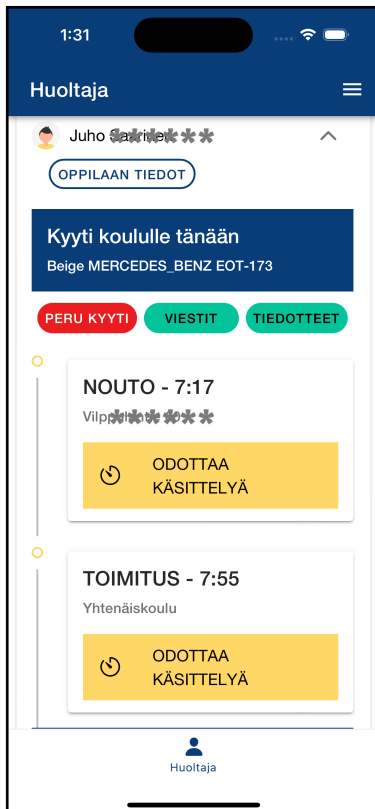 1:31
Huoltaja
Juho
OPPILAAN TIEDOT
Kyyti koululle tänään
Beige MERCEDES_BENZ EOT-173
PERU KYYTI
VIESTIT
TIEDOTTEET
NOUTO - 7:17
ODOTTAA
KÄSITTELYÄ
TOIMITUS - 7:55
Yhtenäiskoulu
ODOTTAA
KÄSITTELYÄ
Huoltaja